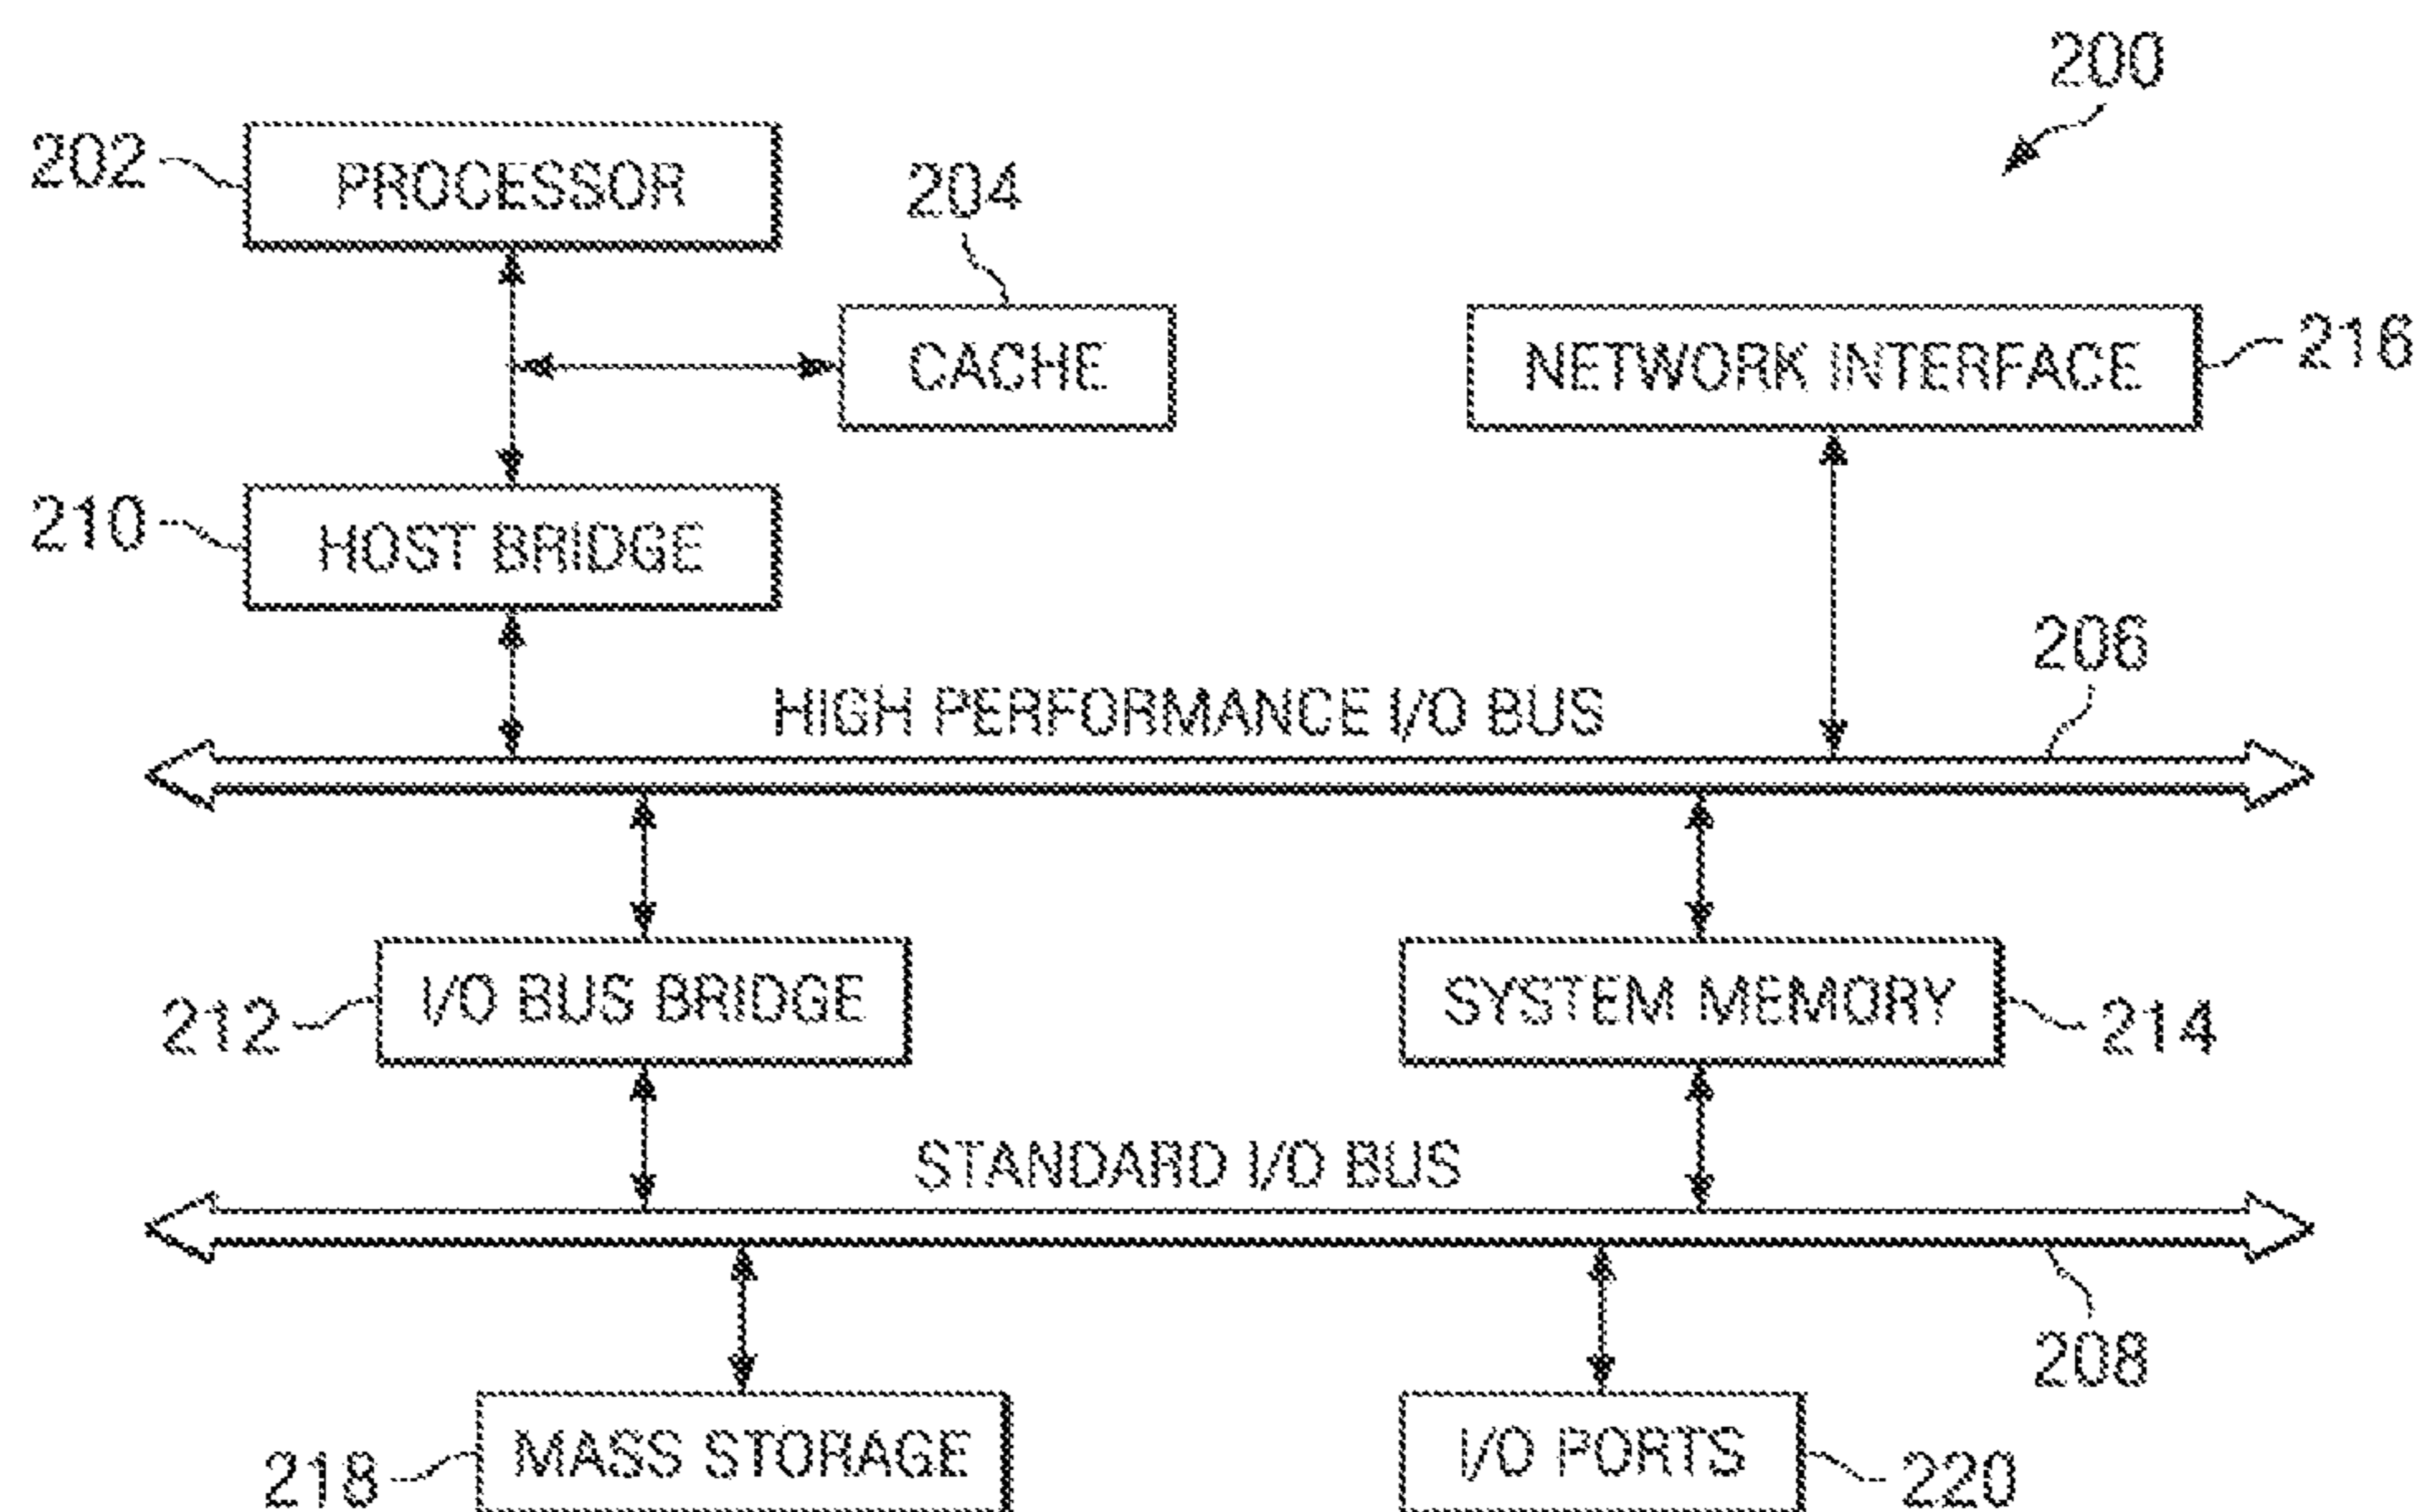 200
202
PROCESSOR
204
CACHE
NETWORK INTERFACE
216
210
HOST BRIDGE
206
HIGH PERFORMANCE I/O BUS
I/O BUS BRIDGE
212
SYSTEM MEMORY
214
STANDARD I/O BUS
208
MASS STORAGE
218
I/O PORTS
220